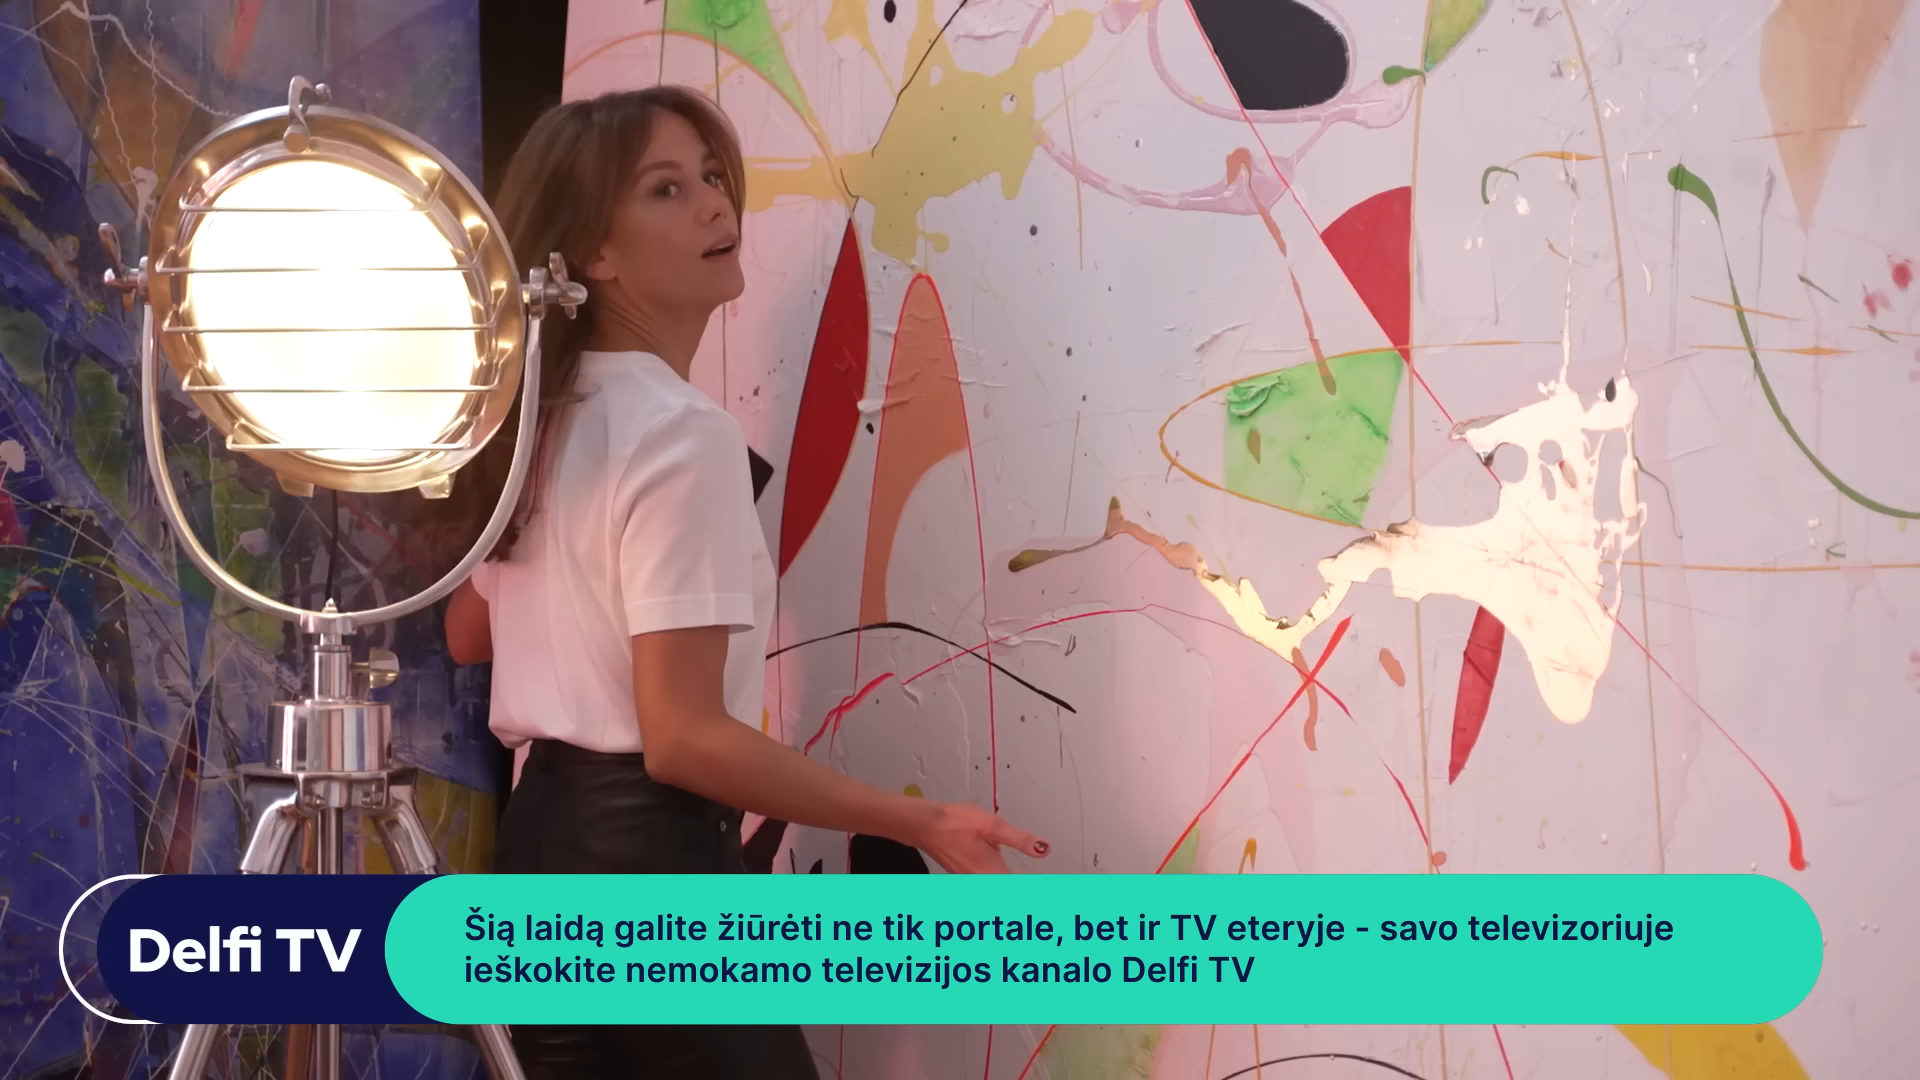 Delfi TV
Šią laidą galite žiūrėti ne tik portale, bet ir TV eteryje - savo televizoriuje
ieškokite nemokamo televizijos kanalo Delfi TV